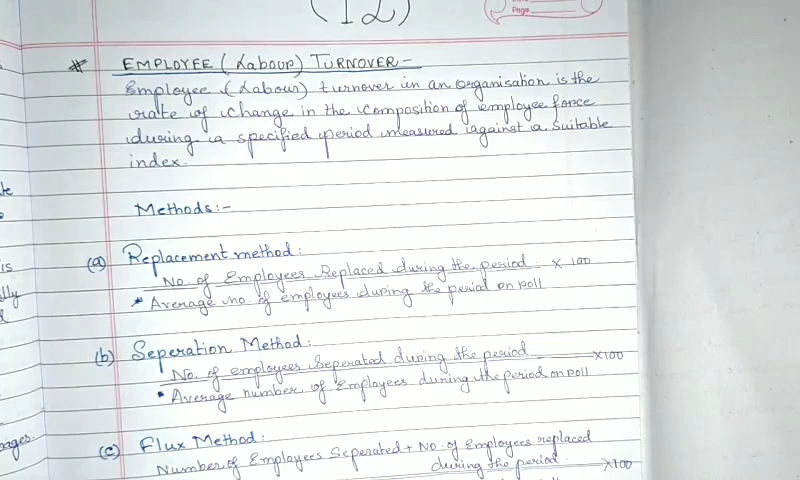 (12)
Page
* EMPLOYEE (Labour) TURNOVER -
Employee (Labour) turnover in an organisation is the
rate of change in the composition of employee force
during a specified period measured against a suitable
index.
Methods:-
(a) Replacement method:
No. of Employees Replaced during the period × 100
* Average no. of employees during the period on roll
(b) Seperation Method:
No. of employees Seperated during the period ×100
• Average number of Employees during the period on roll
(c) Flux Method:
Number of Employees Seperated + No. of Employees replaced
during the period ×100
is
pages.